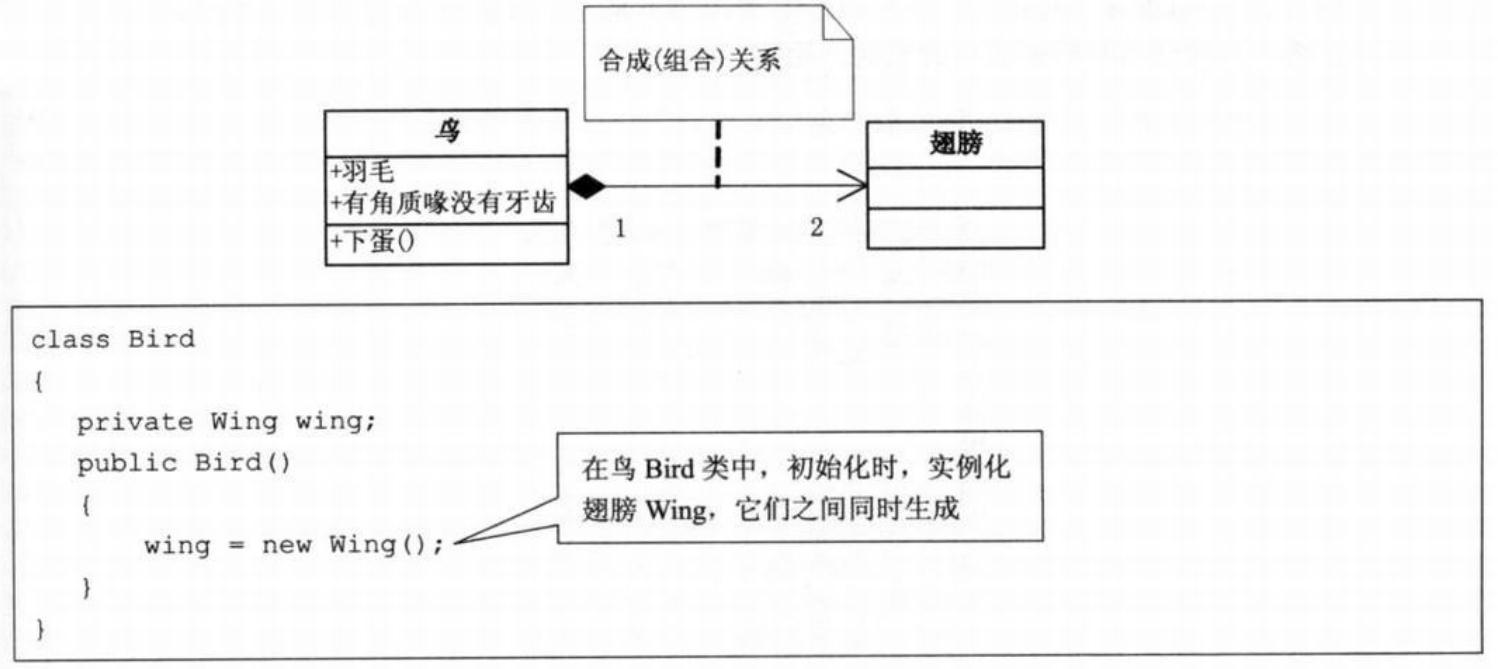 合成(组合)关系
鸟
+羽毛
+有角质喙没有牙齿
+下蛋()
1
2
翅膀
class Bird
{
private Wing wing;
public Bird()
{
wing = new Wing();
}
}
在鸟 Bird 类中，初始化时，实例化
翅膀 Wing，它们之间同时生成